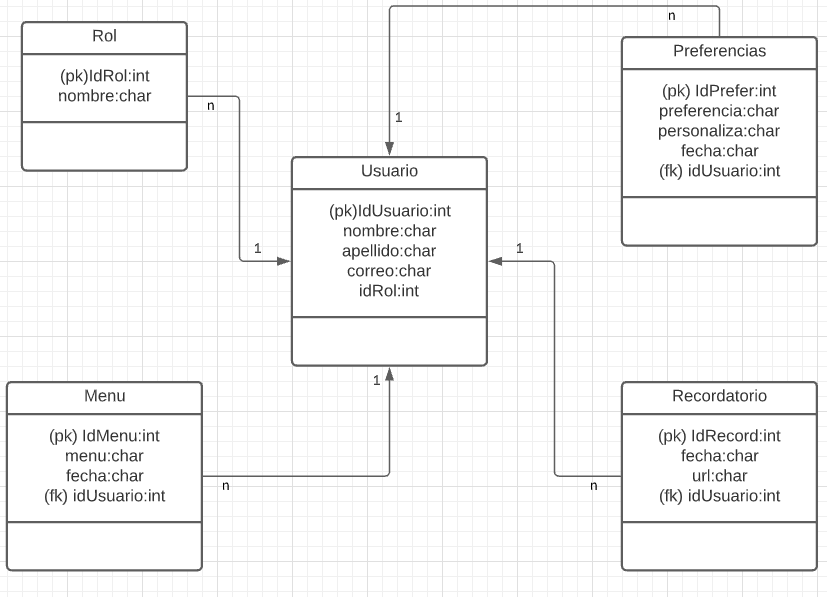 Rol
(pk)IdRol:int
nombre:char
n
1
n
1
Preferencias
(pk) IdPrefer:int
preferencia:char
personaliza:char
fecha:char
(fk) idUsuario:int
Usuario
(pk)IdUsuario:int
nombre:char
apellido:char
correo:char
idRol:int
1
n
1
n
Menu
(pk) IdMenu:int
menu:char
fecha:char
(fk) idUsuario:int
Recordatorio
(pk) IdRecord:int
fecha:char
url:char
(fk) idUsuario:int